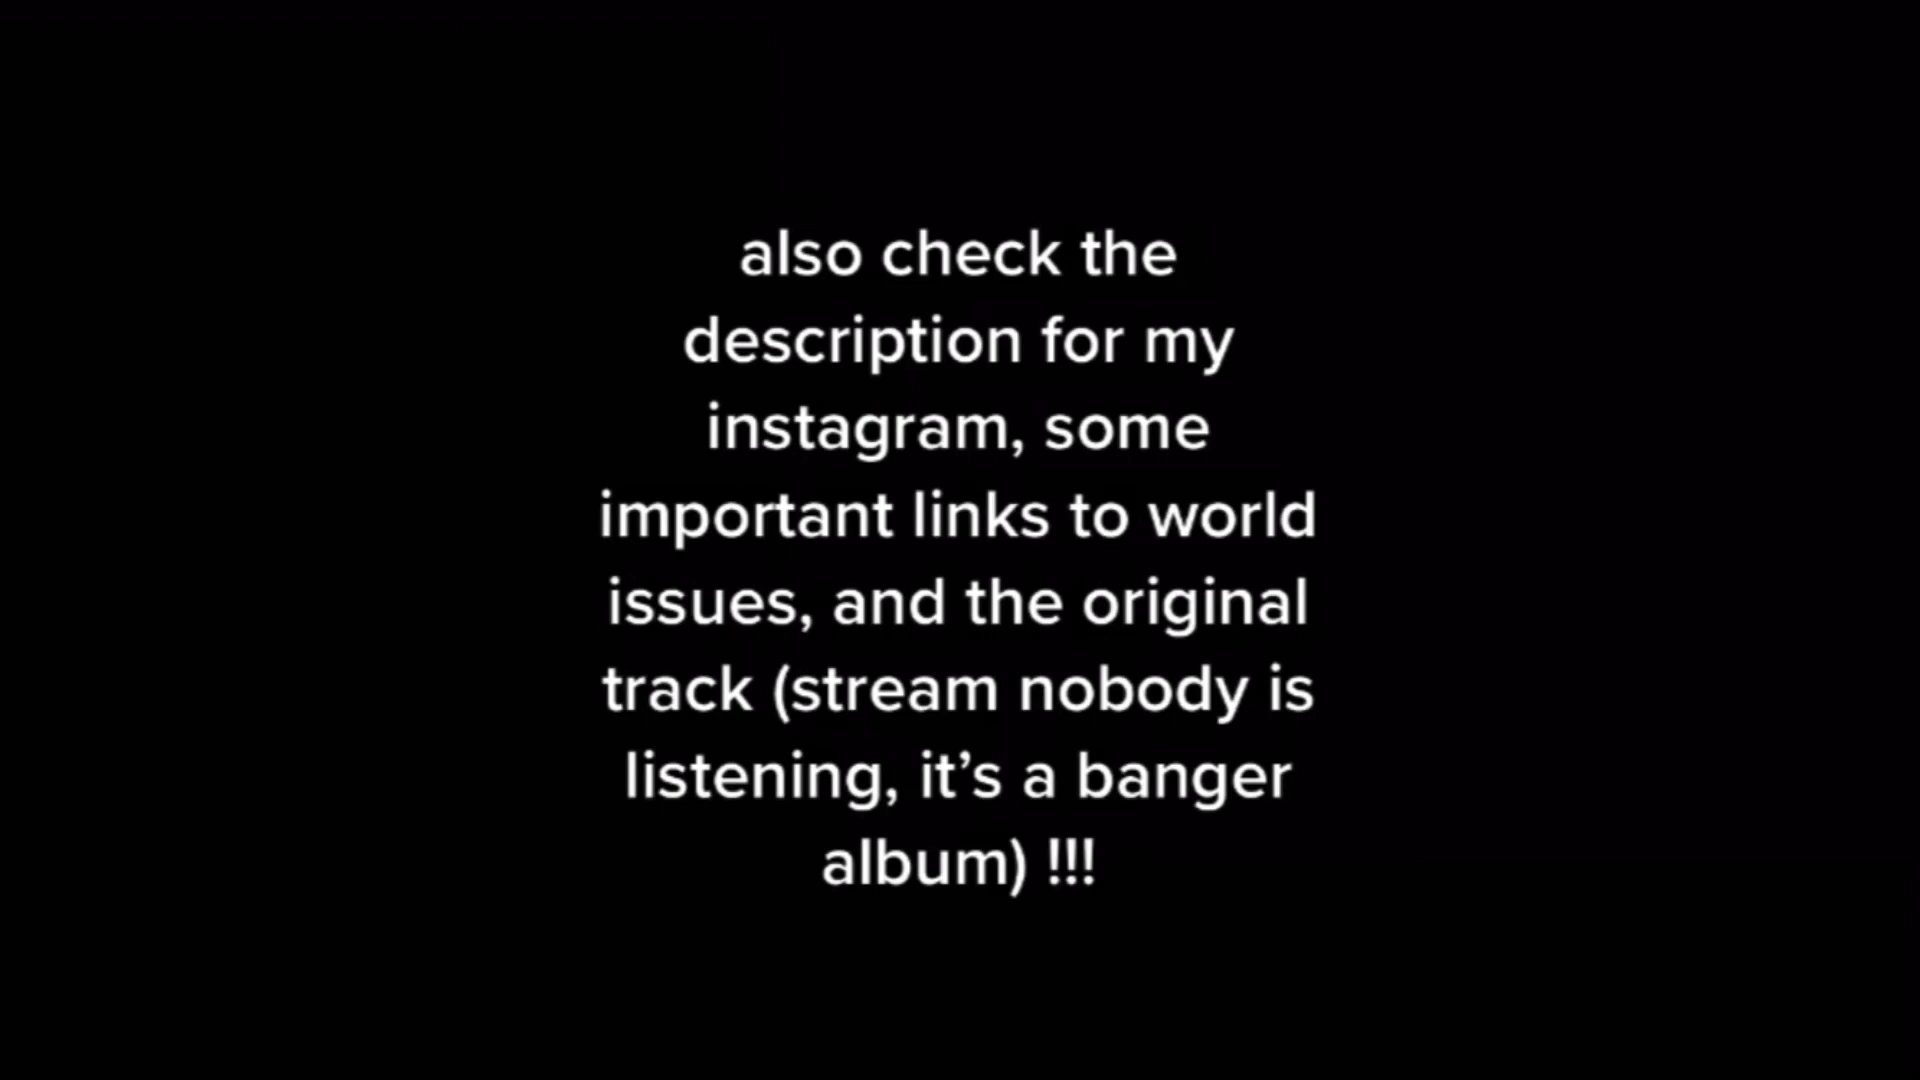 also check the
description for my
instagram, some
important links to world
issues, and the original
track (stream nobody is
listening, it’s a banger
album) !!!